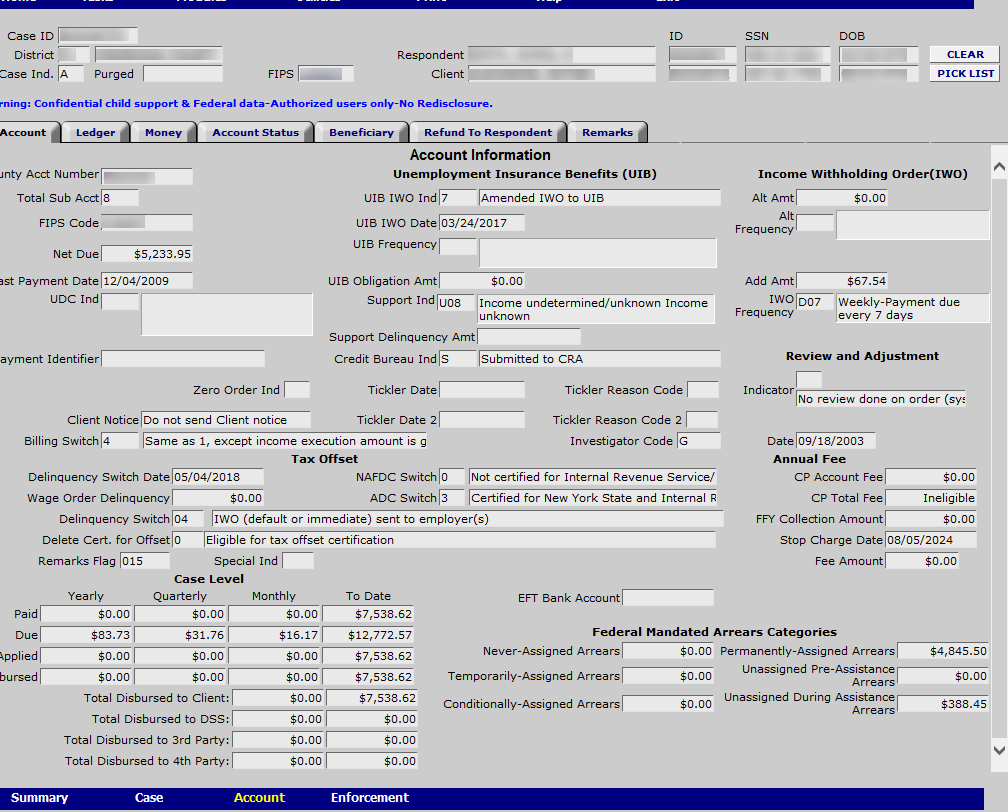 ID SSN DOB
Case ID
District Respondent CLEAR
Case Ind. A Purged FIPS Client PICK LIST
rning: Confidential child support & Federal data-Authorized users only-No Redisclosure.
Account Ledger Money Account Status Beneficiary Refund To Respondent Remarks
Account Information
unty Acct Number Unemployment Insurance Benefits (UIB) Income Withholding Order(IWO)
Total Sub Acct 8 UIB IWO Ind 7 Amended IWO to UIB Alt Amt $0.00
FIPS Code UIB IWO Date 03/24/2017 Alt Frequency
Net Due $5,233.95 UIB Frequency
ast Payment Date 12/04/2009 UIB Obligation Amt $0.00 Add Amt $67.54
UDC Ind Support Ind U08 Income undetermined/unknown Income unknown IWO Frequency D07 Weekly-Payment due every 7 days
Support Delinquency Amt
ayment Identifier Credit Bureau Ind S Submitted to CRA Review and Adjustment
Zero Order Ind Tickler Date Tickler Reason Code Indicator
No review done on order (sys
Client Notice Do not send Client notice Tickler Date 2 Tickler Reason Code 2
Billing Switch 4 Same as 1, except income execution amount is g Investigator Code G Date 09/18/2003
Tax Offset Annual Fee
Delinquency Switch Date 05/04/2018 NAFDC Switch 0 Not certified for Internal Revenue Service/ CP Account Fee $0.00
Wage Order Delinquency $0.00 ADC Switch 3 Certified for New York State and Internal R CP Total Fee Ineligible
Delinquency Switch 04 IWO (default or immediate) sent to employer(s) FFY Collection Amount $0.00
Delete Cert. for Offset 0 Eligible for tax offset certification Stop Charge Date 08/05/2024
Remarks Flag 015 Special Ind Fee Amount $0.00
Case Level
Yearly Quarterly Monthly To Date EFT Bank Account
Paid $0.00 $0.00 $0.00 $7,538.62
Due $83.73 $31.76 $16.17 $12,772.57 Federal Mandated Arrears Categories
Applied $0.00 $0.00 $0.00 $7,538.62 Never-Assigned Arrears $0.00 Permanently-Assigned Arrears $4,845.50
bursed $0.00 $0.00 $0.00 $7,538.62 Temporarily-Assigned Arrears $0.00 Unassigned Pre-Assistance Arrears $0.00
Total Disbursed to Client: $0.00 $7,538.62 Conditionally-Assigned Arrears $0.00 Unassigned During Assistance Arrears $388.45
Total Disbursed to DSS: $0.00 $0.00
Total Disbursed to 3rd Party: $0.00 $0.00
Total Disbursed to 4th Party: $0.00 $0.00
Summary Case Account Enforcement